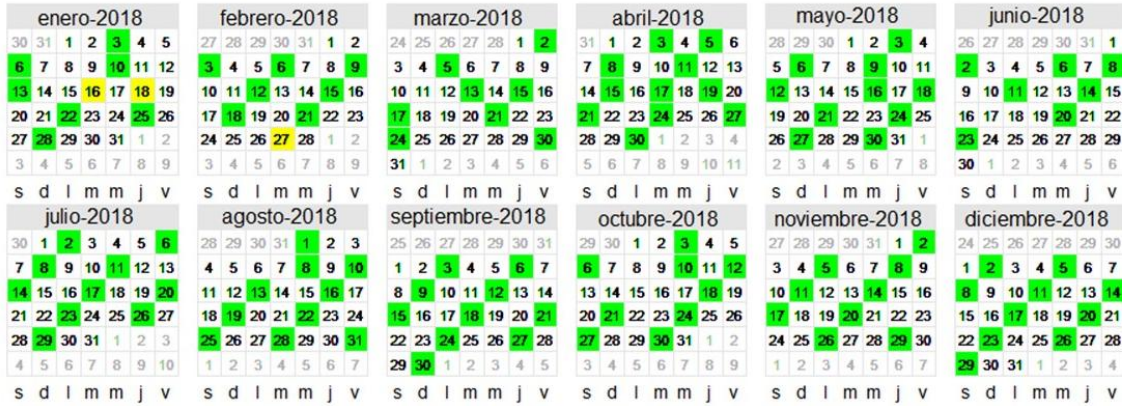 enero-2018
30 31 1 2 3 4 5
6 7 8 9 10 11 12
13 14 15 16 17 18 19
20 21 22 23 24 25 26
27 28 29 30 31 1 2
3 4 5 6 7 8 9
s d l m m j v
febrero-2018
27 28 29 30 31 1 2
3 4 5 6 7 8 9
10 11 12 13 14 15 16
17 18 19 20 21 22 23
24 25 26 27 28 1 2
3 4 5 6 7 8 9
s d l m m j v
marzo-2018
24 25 26 27 28 1 2
3 4 5 6 7 8 9
10 11 12 13 14 15 16
17 18 19 20 21 22 23
24 25 26 27 28 29 30
31 1 2 3 4 5 6
s d l m m j v
abril-2018
31 1 2 3 4 5 6
7 8 9 10 11 12 13
14 15 16 17 18 19 20
21 22 23 24 25 26 27
28 29 30 1 2 3 4
5 6 7 8 9 10 11
s d l m m j v
mayo-2018
28 29 30 1 2 3 4
5 6 7 8 9 10 11
12 13 14 15 16 17 18
19 20 21 22 23 24 25
26 27 28 29 30 31 1
2 3 4 5 6 7 8
s d l m m j v
junio-2018
26 27 28 29 30 31 1
2 3 4 5 6 7 8
9 10 11 12 13 14 15
16 17 18 19 20 21 22
23 24 25 26 27 28 29
30 1 2 3 4 5 6
s d l m m j v
julio-2018
30 1 2 3 4 5 6
7 8 9 10 11 12 13
14 15 16 17 18 19 20
21 22 23 24 25 26 27
28 29 30 31 1 2 3
4 5 6 7 8 9 10
s d l m m j v
agosto-2018
28 29 30 31 1 2 3
4 5 6 7 8 9 10
11 12 13 14 15 16 17
18 19 20 21 22 23 24
25 26 27 28 29 30 31
1 2 3 4 5 6 7
s d l m m j v
septiembre-2018
25 26 27 28 29 30 31
1 2 3 4 5 6 7
8 9 10 11 12 13 14
15 16 17 18 19 20 21
22 23 24 25 26 27 28
29 30 1 2 3 4 5
s d l m m j v
octubre-2018
29 30 1 2 3 4 5
6 7 8 9 10 11 12
13 14 15 16 17 18 19
20 21 22 23 24 25 26
27 28 29 30 31 1 2
3 4 5 6 7 8 9
s d l m m j v
noviembre-2018
27 28 29 30 31 1 2
3 4 5 6 7 8 9
10 11 12 13 14 15 16
17 18 19 20 21 22 23
24 25 26 27 28 29 30
1 2 3 4 5 6 7
s d l m m j v
diciembre-2018
24 25 26 27 28 29 30
1 2 3 4 5 6 7
8 9 10 11 12 13 14
15 16 17 18 19 20 21
22 23 24 25 26 27 28
29 30 31 1 2 3 4
s d l m m j v